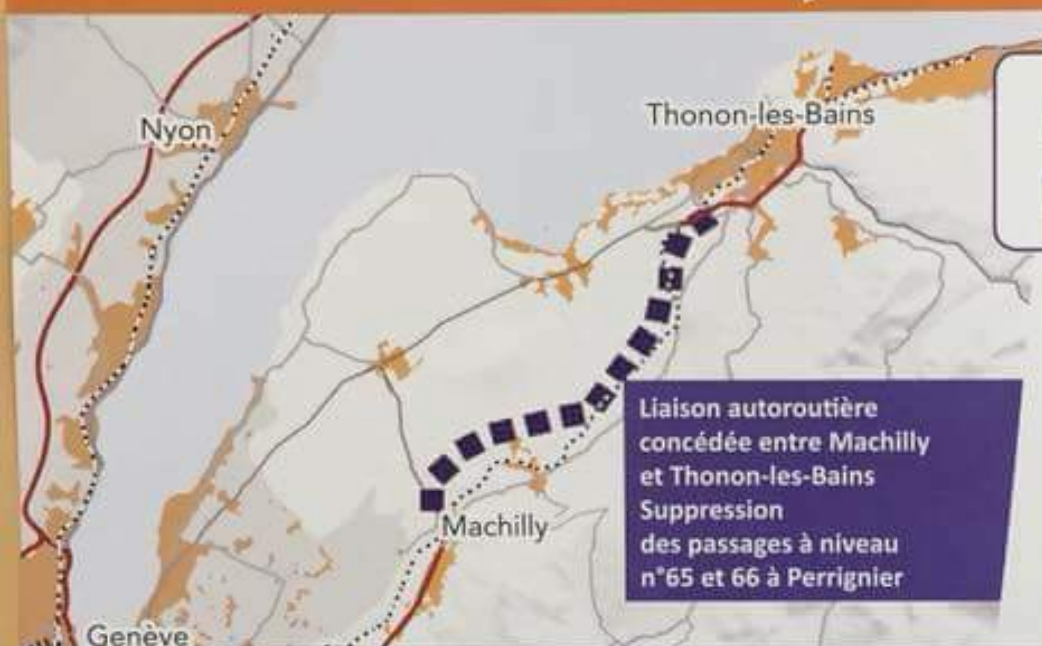 Nyon
Thonon-les-Bains
Liaison autoroutière
concédée entre Machilly
et Thonon-les-Bains
Suppression
des passages à niveau
n°65 et 66 à Perrignier
Machilly
Genève